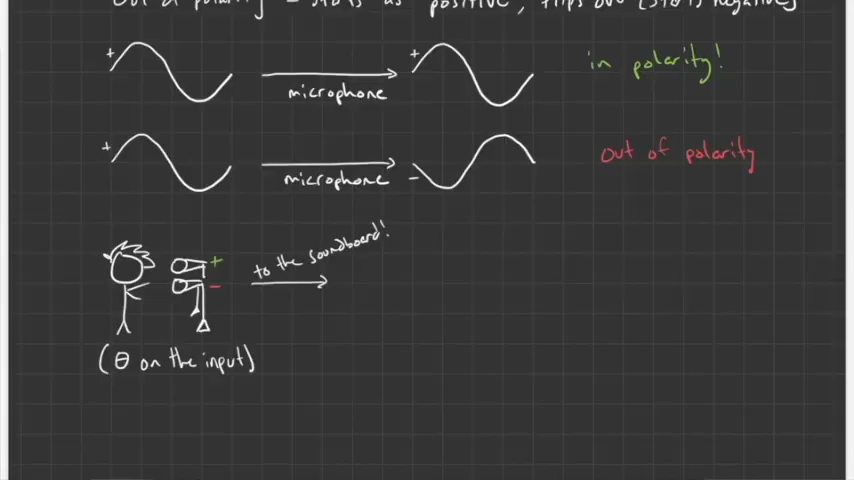 Out of polarity - starts as positive, flips over (starts negative)
+ + in polarity!
microphone
+ out of polarity
microphone -
to the soundboard!
+
-
(θ on the input)